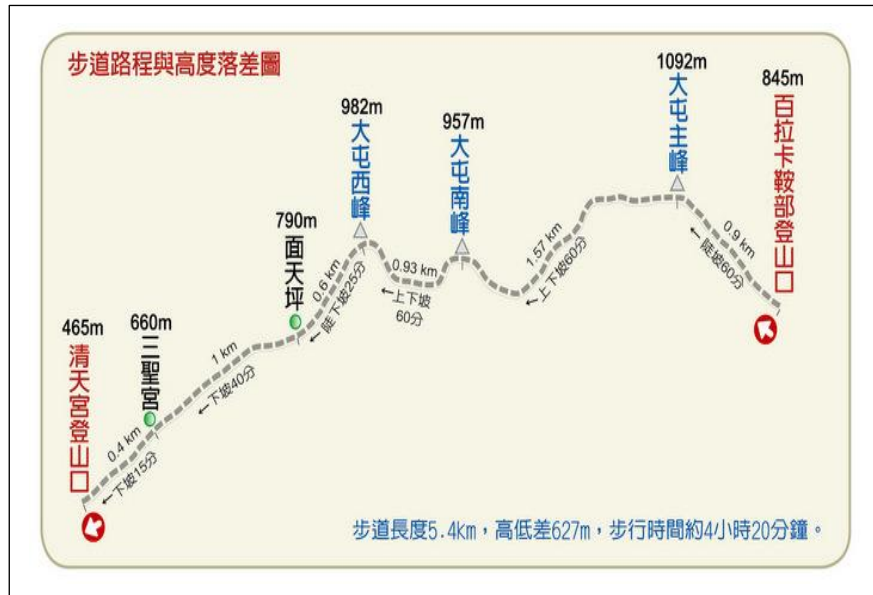 步道路程與高度落差圖
465m
清天宮登山口
0.4 km
←下坡15分
660m
三聖宮
1 km
←下坡40分
790m
面天坪
0.6 km
←陡下坡25分
982m
大屯西峰
0.93 km
←上下坡
60分
957m
大屯南峰
1.57 km
←上下坡60分
1092m
大屯主峰
0.9 km
←陡坡60分
845m
百拉卡鞍部登山口
步道長度5.4km，高低差627m，步行時間約4小時20分鐘。